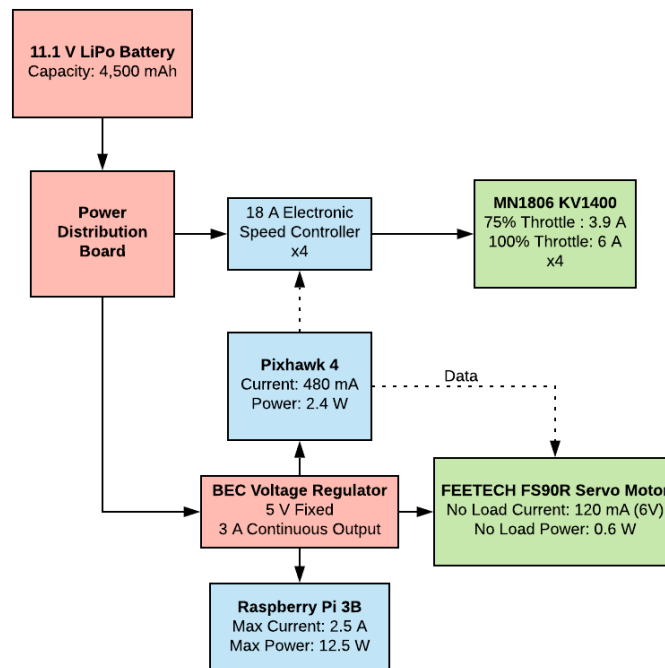 11.1 V LiPo Battery
Capacity: 4,500 mAh
Power
Distribution
Board
18 A Electronic
Speed Controller
x4
MN1806 KV1400
75% Throttle : 3.9 A
100% Throttle: 6 A
x4
Pixhawk 4
Current: 480 mA
Power: 2.4 W
Data
BEC Voltage Regulator
5 V Fixed
3 A Continuous Output
FEETECH FS90R Servo Motor
No Load Current: 120 mA (6V)
No Load Power: 0.6 W
Raspberry Pi 3B
Max Current: 2.5 A
Max Power: 12.5 W